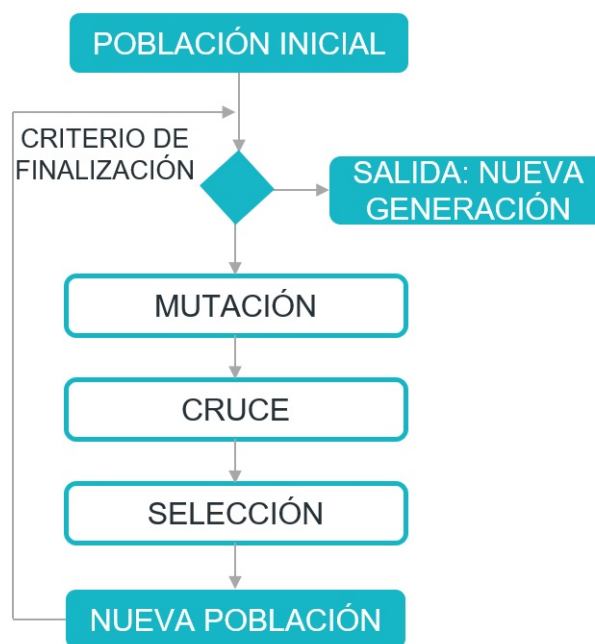 POBLACIÓN INICIAL
CRITERIO DE
FINALIZACIÓN
SALIDA: NUEVA
GENERACIÓN
MUTACIÓN
CRUCE
SELECCIÓN
NUEVA POBLACIÓN